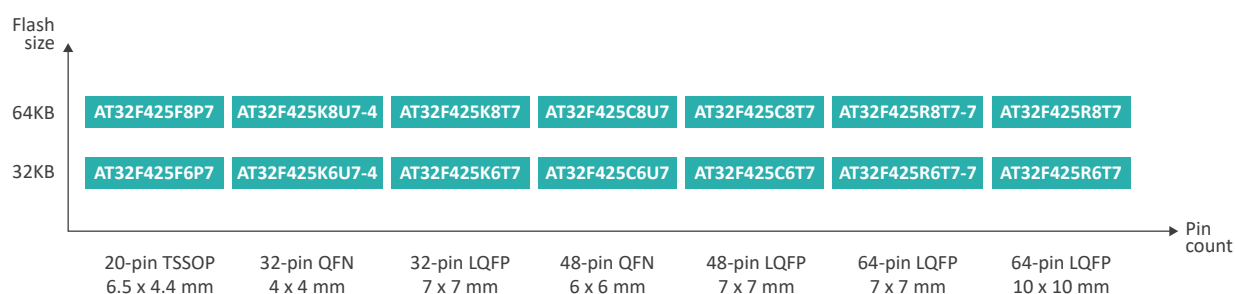 Flash
size
64KB
AT32F425F8P7 AT32F425K8U7-4 AT32F425K8T7 AT32F425C8U7 AT32F425C8T7 AT32F425R8T7-7 AT32F425R8T7
32KB
AT32F425F6P7 AT32F425K6U7-4 AT32F425K6T7 AT32F425C6U7 AT32F425C6T7 AT32F425R6T7-7 AT32F425R6T7
Pin
count
20-pin TSSOP 32-pin QFN 32-pin LQFP 48-pin QFN 48-pin LQFP 64-pin LQFP 64-pin LQFP
6.5 x 4.4 mm 4 x 4 mm 7 x 7 mm 6 x 6 mm 7 x 7 mm 7 x 7 mm 10 x 10 mm